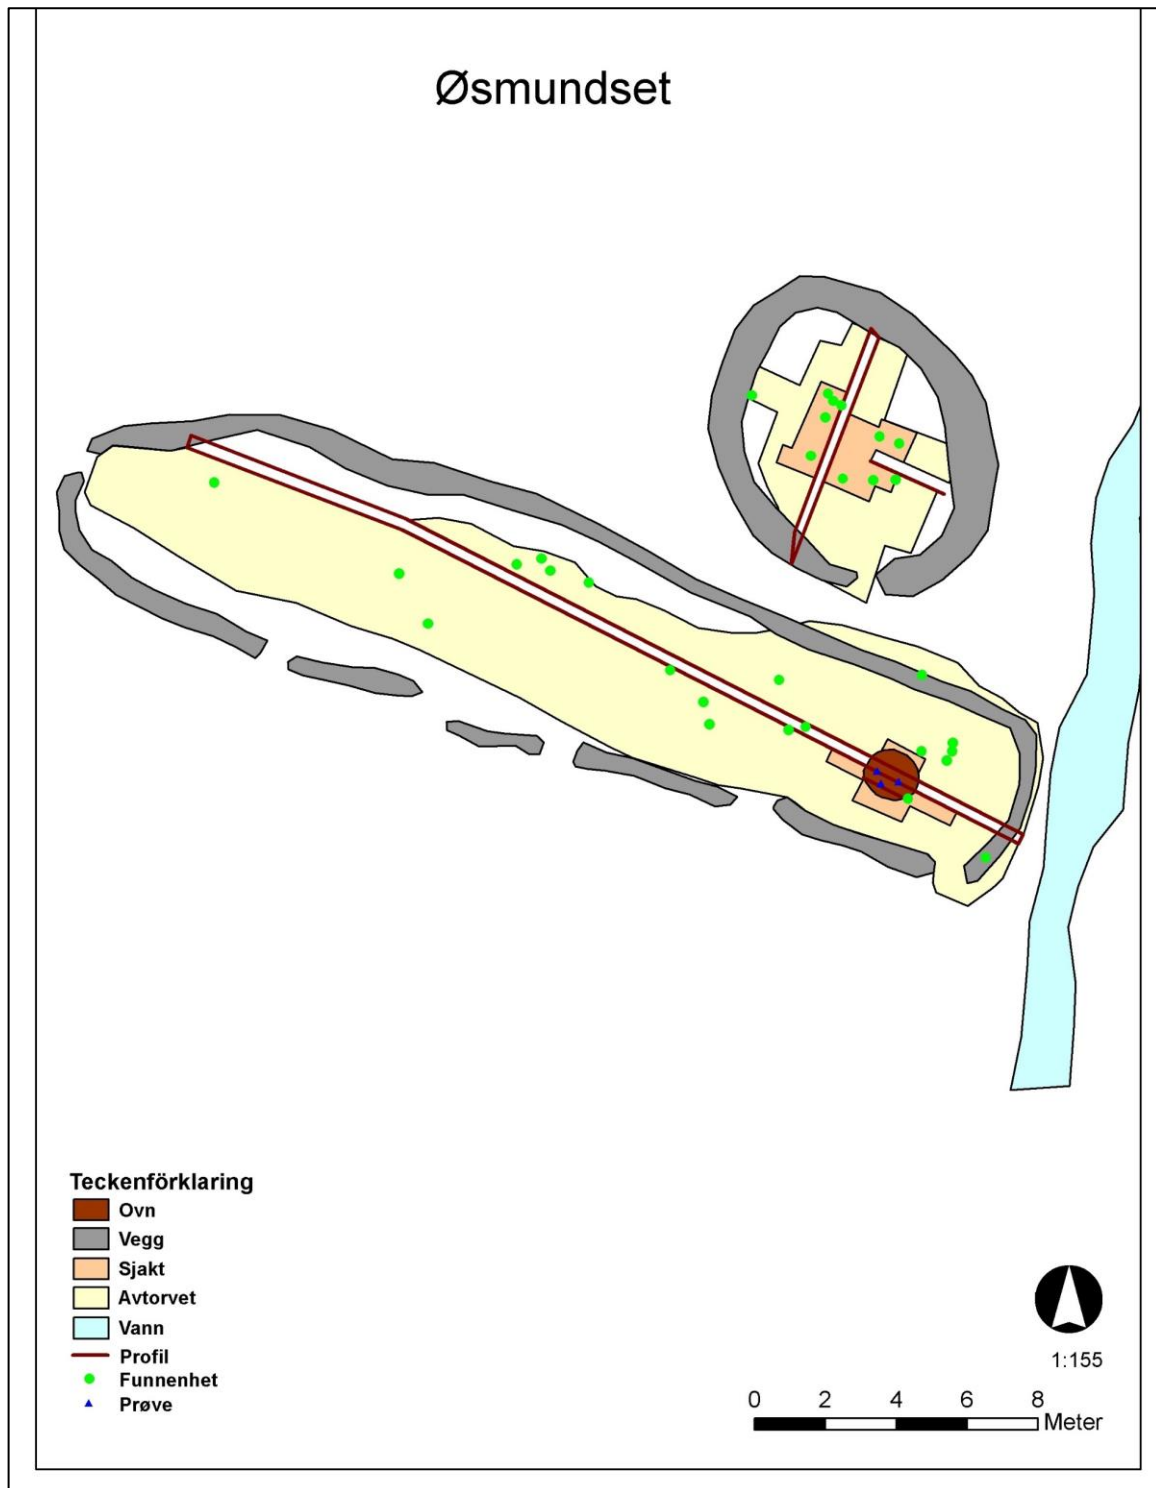 Øsmundset
Teckenförklaring
Ovn
Vegg
Sjakt
Avtorvet
Vann
Profil
Funnenhet
Prøve
1:155
0 2 4 6 8
Meter